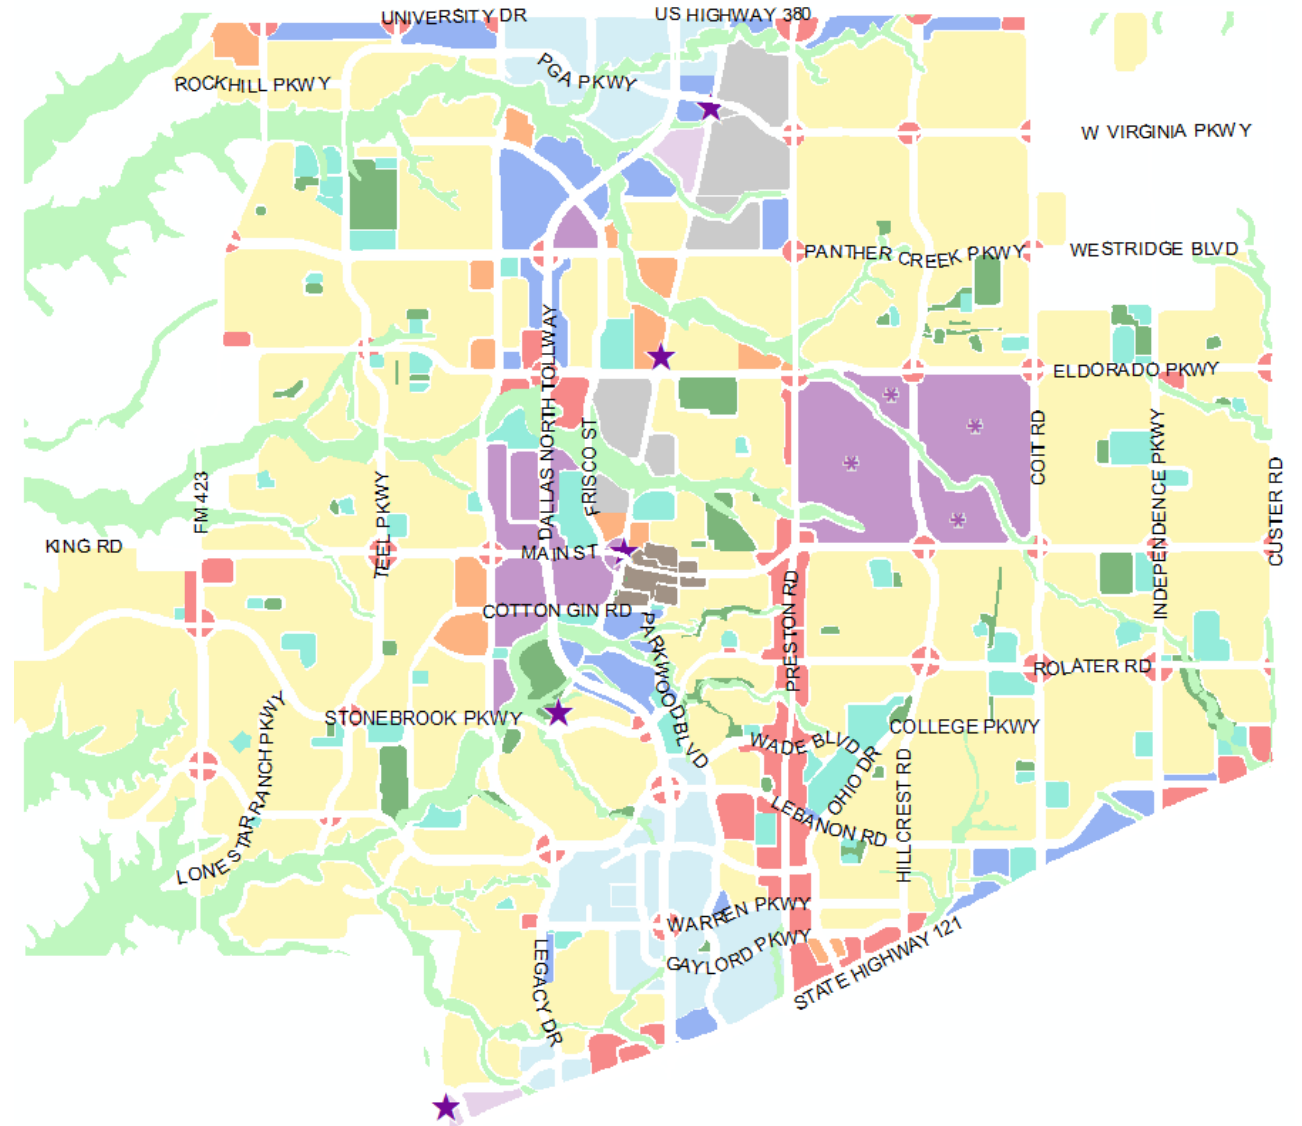 UNIVERSITY DR
US HIGHWAY 380
ROCKHILL PKWY
PGA PKWY
W VIRGINIA PKWY
PANTHER CREEK PKWY
WESTRIDGE BLVD
DALLAS NORTH TOLLWAY
ELDORADO PKWY
FRISCO ST
COIT RD
INDEPENDENCE PKWY
CUSTER RD
FM 423
TEEL PKWY
KING RD
MAIN ST
COTTON GIN RD
PRESTON RD
PARKWOOD BLVD
ROLATER RD
LONE STAR RANCH PKWY
STONEBROOK PKWY
WADE BLVD
COLLEGE PKWY
OHIO DR
HILLCREST RD
LEBANON RD
WARREN PKWY
GAYLORD PKWY
STATE HIGHWAY 121
LEGACY DR